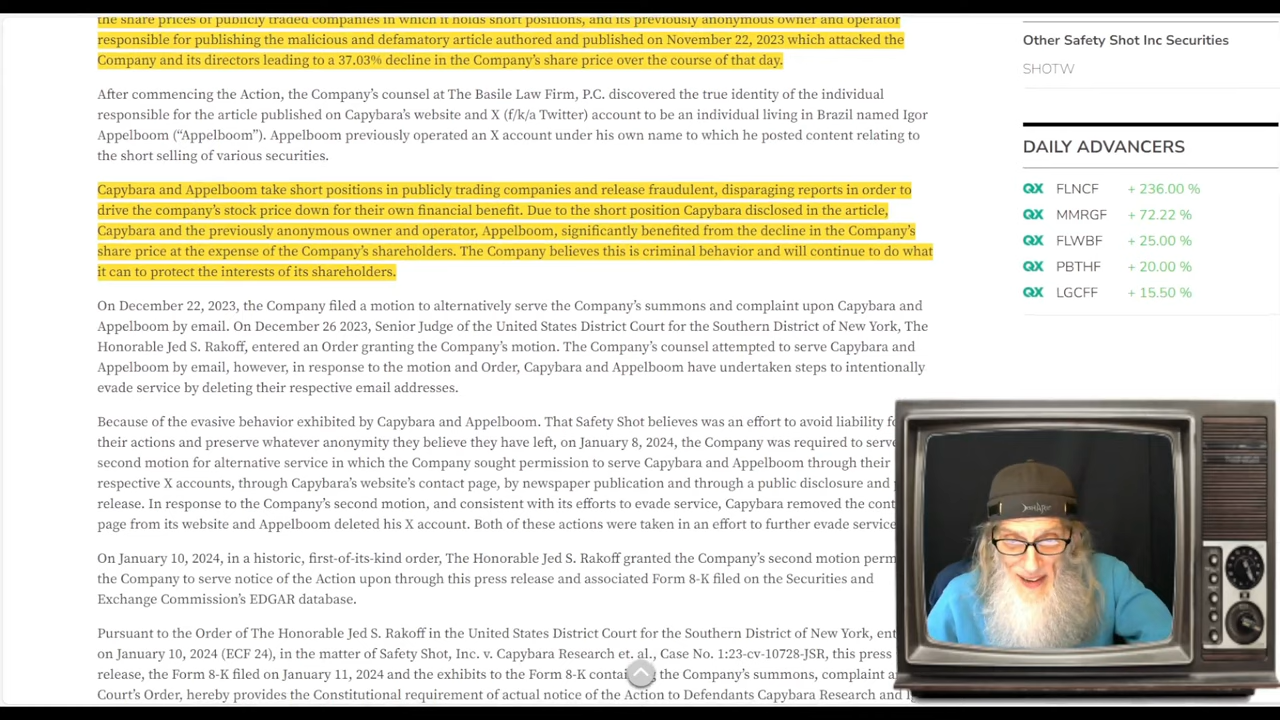 the share prices of publicly traded companies in which it holds short positions, and its previously anonymous owner and operator
responsible for publishing the malicious and defamatory article authored and published on November 22, 2023 which attacked the
Company and its directors leading to a 37.03% decline in the Company's share price over the course of that day.
After commencing the Action, the Company's counsel at The Basile Law Firm, P.C. discovered the true identity of the individual
responsible for the article published on Capybara's website and X (f/k/a Twitter) account to be an individual living in Brazil named Igor
Appelboom (“Appelboom”). Appelboom previously operated an X account under his own name to which he posted content relating to
the short selling of various securities.
Capybara and Appelboom take short positions in publicly trading companies and release fraudulent, disparaging reports in order to
drive the company's stock price down for their own financial benefit. Due to the short position Capybara disclosed in the article,
Capybara and the previously anonymous owner and operator, Appelboom, significantly benefited from the decline in the Company's
share price at the expense of the Company's shareholders. The Company believes this is criminal behavior and will continue to do what
it can to protect the interests of its shareholders.
On December 22, 2023, the Company filed a motion to alternatively serve the Company's summons and complaint upon Capybara and
Appelboom by email. On December 26 2023, Senior Judge of the United States District Court for the Southern District of New York, The
Honorable Jed S. Rakoff, entered an Order granting the Company's motion. The Company's counsel attempted to serve Capybara and
Appelboom by email, however, in response to the motion and Order, Capybara and Appelboom have undertaken steps to intentionally
evade service by deleting their respective email addresses.
Because of the evasive behavior exhibited by Capybara and Appelboom. That Safety Shot believes was an effort to avoid liability fo
their actions and preserve whatever anonymity they believe they have left, on January 8, 2024, the Company was required to serve
second motion for alternative service in which the Company sough permission to serve Capybara and Appelboom through their
respective X accounts, through Capybara's website's contact page, by newspaper publication and through a public disclosure and
release. In response to the Company's second motion, and consistent with its efforts to evade service, Capybara removed the cont
page from its website and Appelboom deleted his X account. Both of these actions were taken in an effort to further evade service
On January 10, 2024, in a historic, first-of-its-kind order, The Honorable Jed S. Rakoff granted the Company's second motion perm
the Company to serve notice of the Action upon through this press release and associated Form 8-K filed on the Securities and
Exchange Commission's EDGAR database.
Pursuant to the Order of The Honorable Jed S. Rakoff in the United States District Court for the Southern District of New York, ent
on January 10, 2024 (ECF 24), in the matter of Safety Shot, Inc. v. Capybara Research et. al., Case No. 1:23-cv-10728-JSR, this press
release, the Form 8-K filed on January 11, 2024 and the exhibits to the Form 8-K contai the Company's summons, complaint a
Court's Order, hereby provides the Constitutional requirement of actual notice of the Action to Defendants Capybara Research and
Other Safety Shot Inc Securities
SHOTW
DAILY ADVANCERS
QX FLNCF + 236.00 %
QX MMRGF + 72.22 %
QX FLWBF + 25.00 %
QX PBTHF + 20.00 %
QX LGCFF + 15.50 %